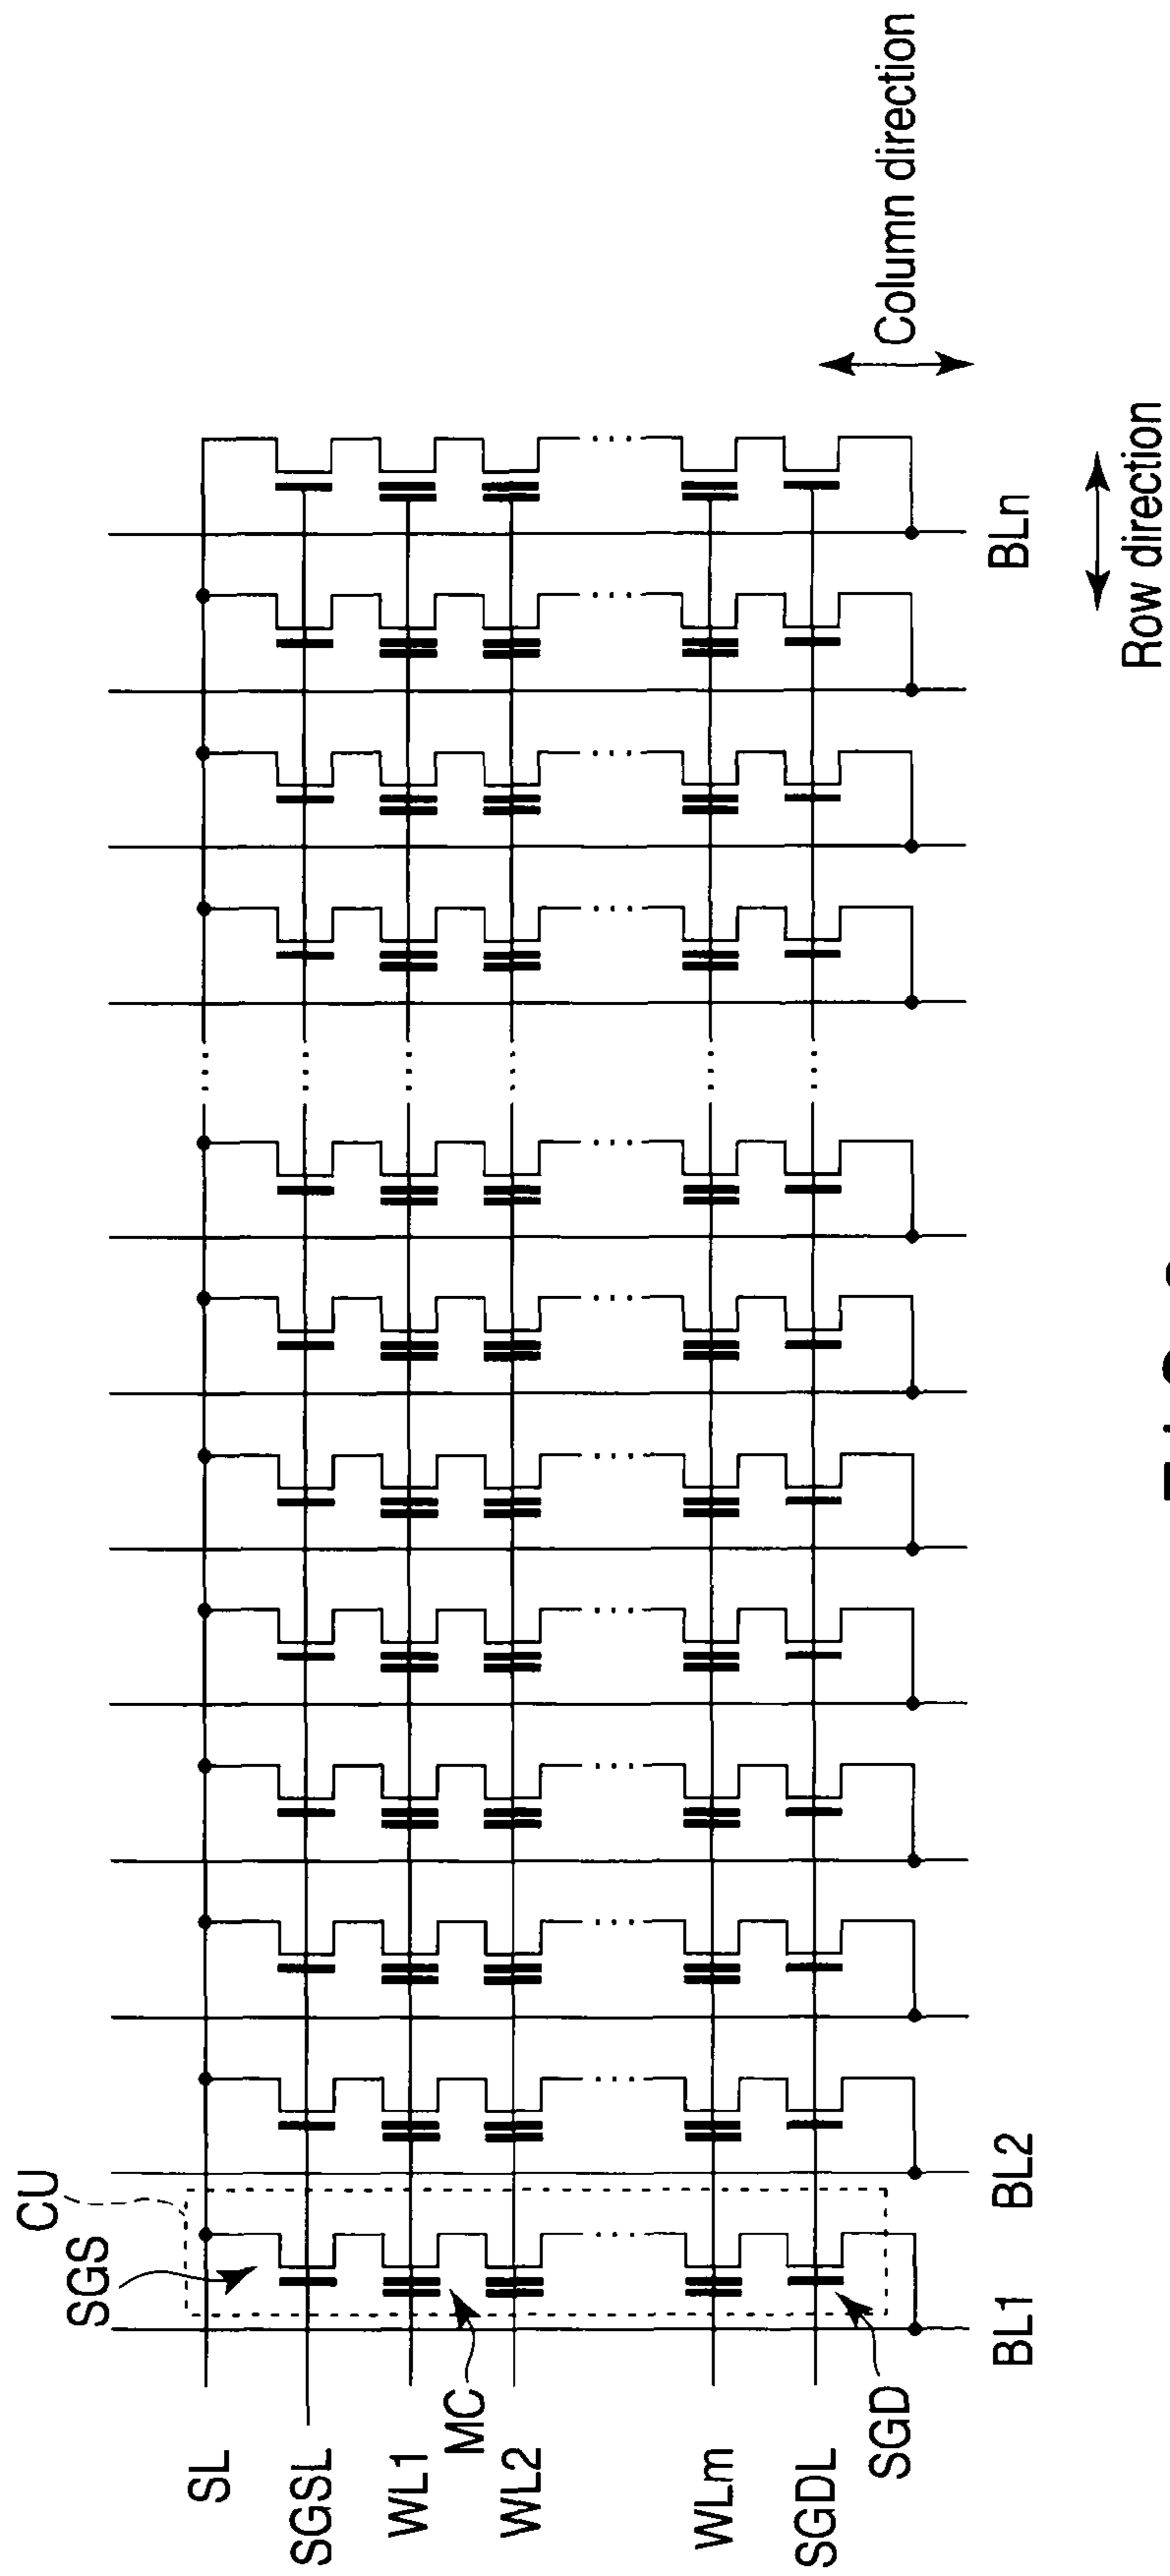 CU
SGS
SL
SGSL
WL1
MC
WL2
WLm
SGDL
SGD
BL1
BL2
BLn
Column direction
Row direction